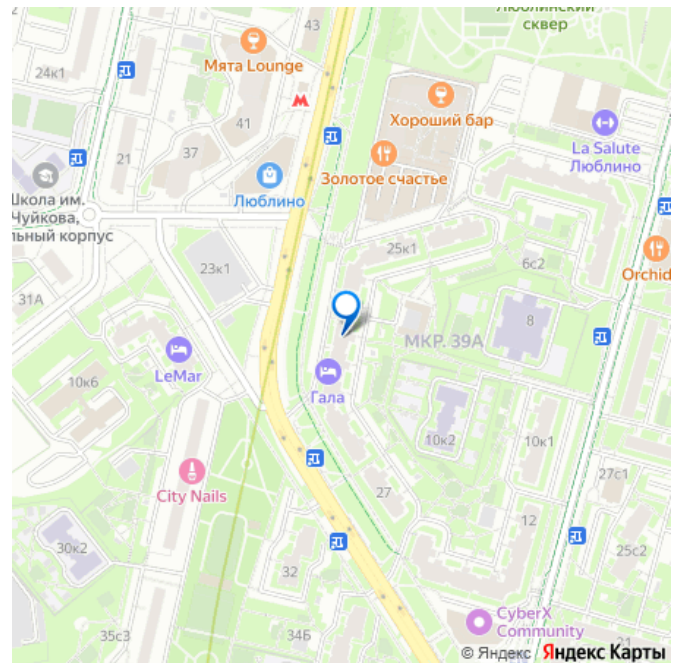 Люблинский
сквер
43
24к1
Мята Lounge
41
Хороший бар
La Salute
Люблино
21
37
Золотое счастье
Люблино
Школа им.
Чуйкова,
льный корпус
25к1
23к1
6с2
Orchid
31А
8
МКР. 39А
LeMar
10к6
Гала
10к2
10к1
27с1
City Nails
27
12
30к2
25с2
32
CyberX
Community
35с3
34Б
21
© Яндекс Яндекс Карты